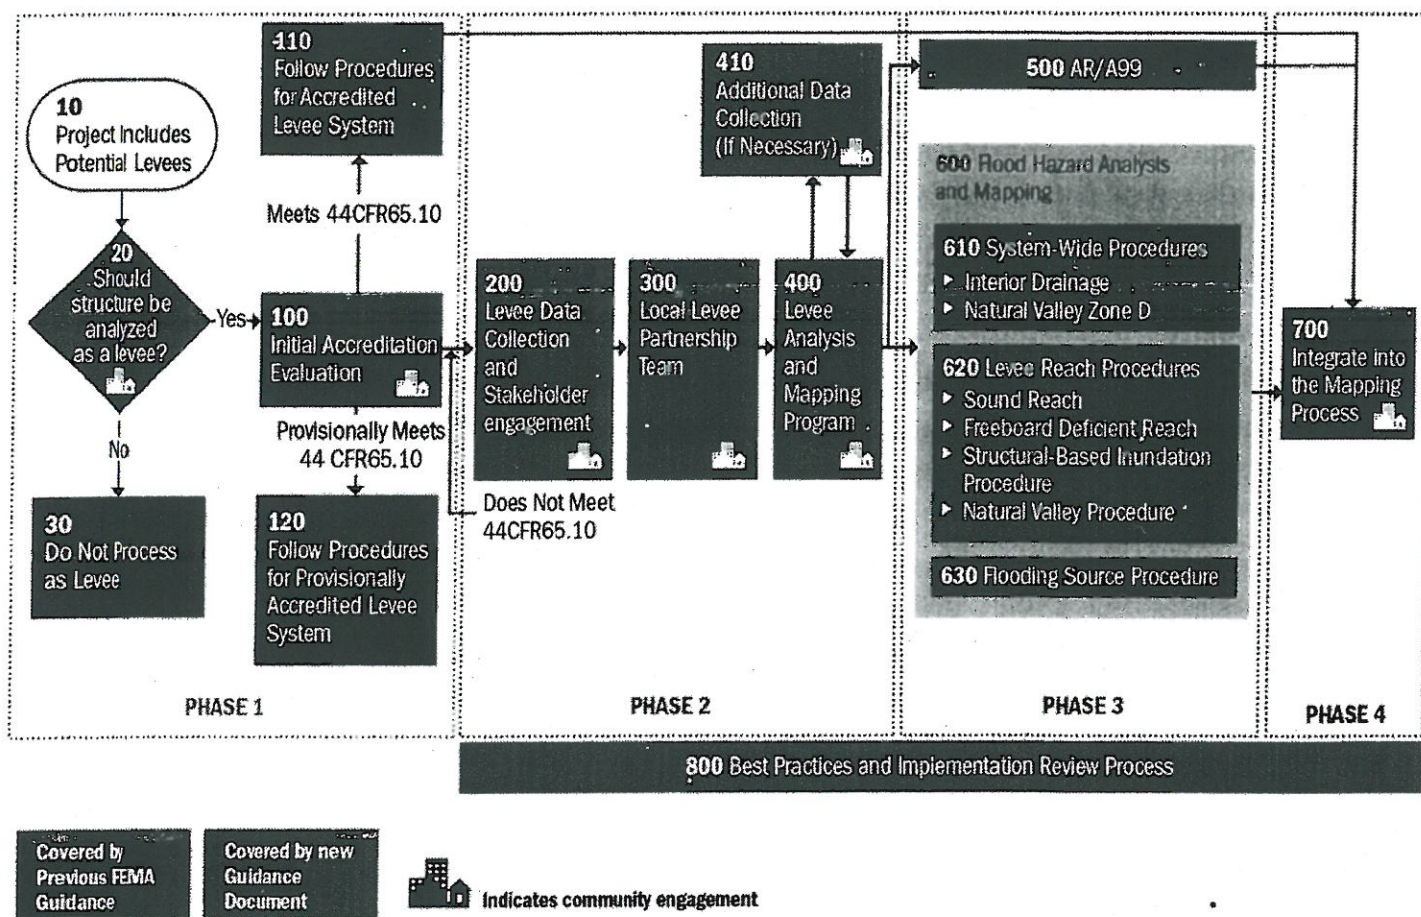 10
Project Includes
Potential Levees
20
Should
structure be
analyzed
as a levee?
Yes
No
30
Do Not Process
as Levee
110
Follow Procedures
for Accredited
Levee System
Meets 44CFR65.10
100
Initial Accreditation
Evaluation
Provisionally Meets
44 CFR65.10
120
Follow Procedures
for Provisionally
Accredited Levee
System
PHASE 1
200
Levee Data
Collection
and
Stakeholder
engagement
Does Not Meet
44CFR65.10
300
Local Levee
Partnership
Team
400
Levee
Analysis
and
Mapping
Program
410
Additional Data
Collection
(If Necessary)
PHASE 2
500 AR/A99
600 Flood Hazard Analysis
and Mapping
610 System-Wide Procedures
▸ Interior Drainage
▸ Natural Valley Zone D
620 Levee Reach Procedures
▸ Sound Reach
▸ Freeboard Deficient Reach
▸ Structural-Based Inundation
Procedure
▸ Natural Valley Procedure
630 Flooding Source Procedure
PHASE 3
700
Integrate into
the Mapping
Process
PHASE 4
800 Best Practices and Implementation Review Process
Covered by
Previous FEMA
Guidance
Covered by new
Guidance
Document
Indicates community engagement